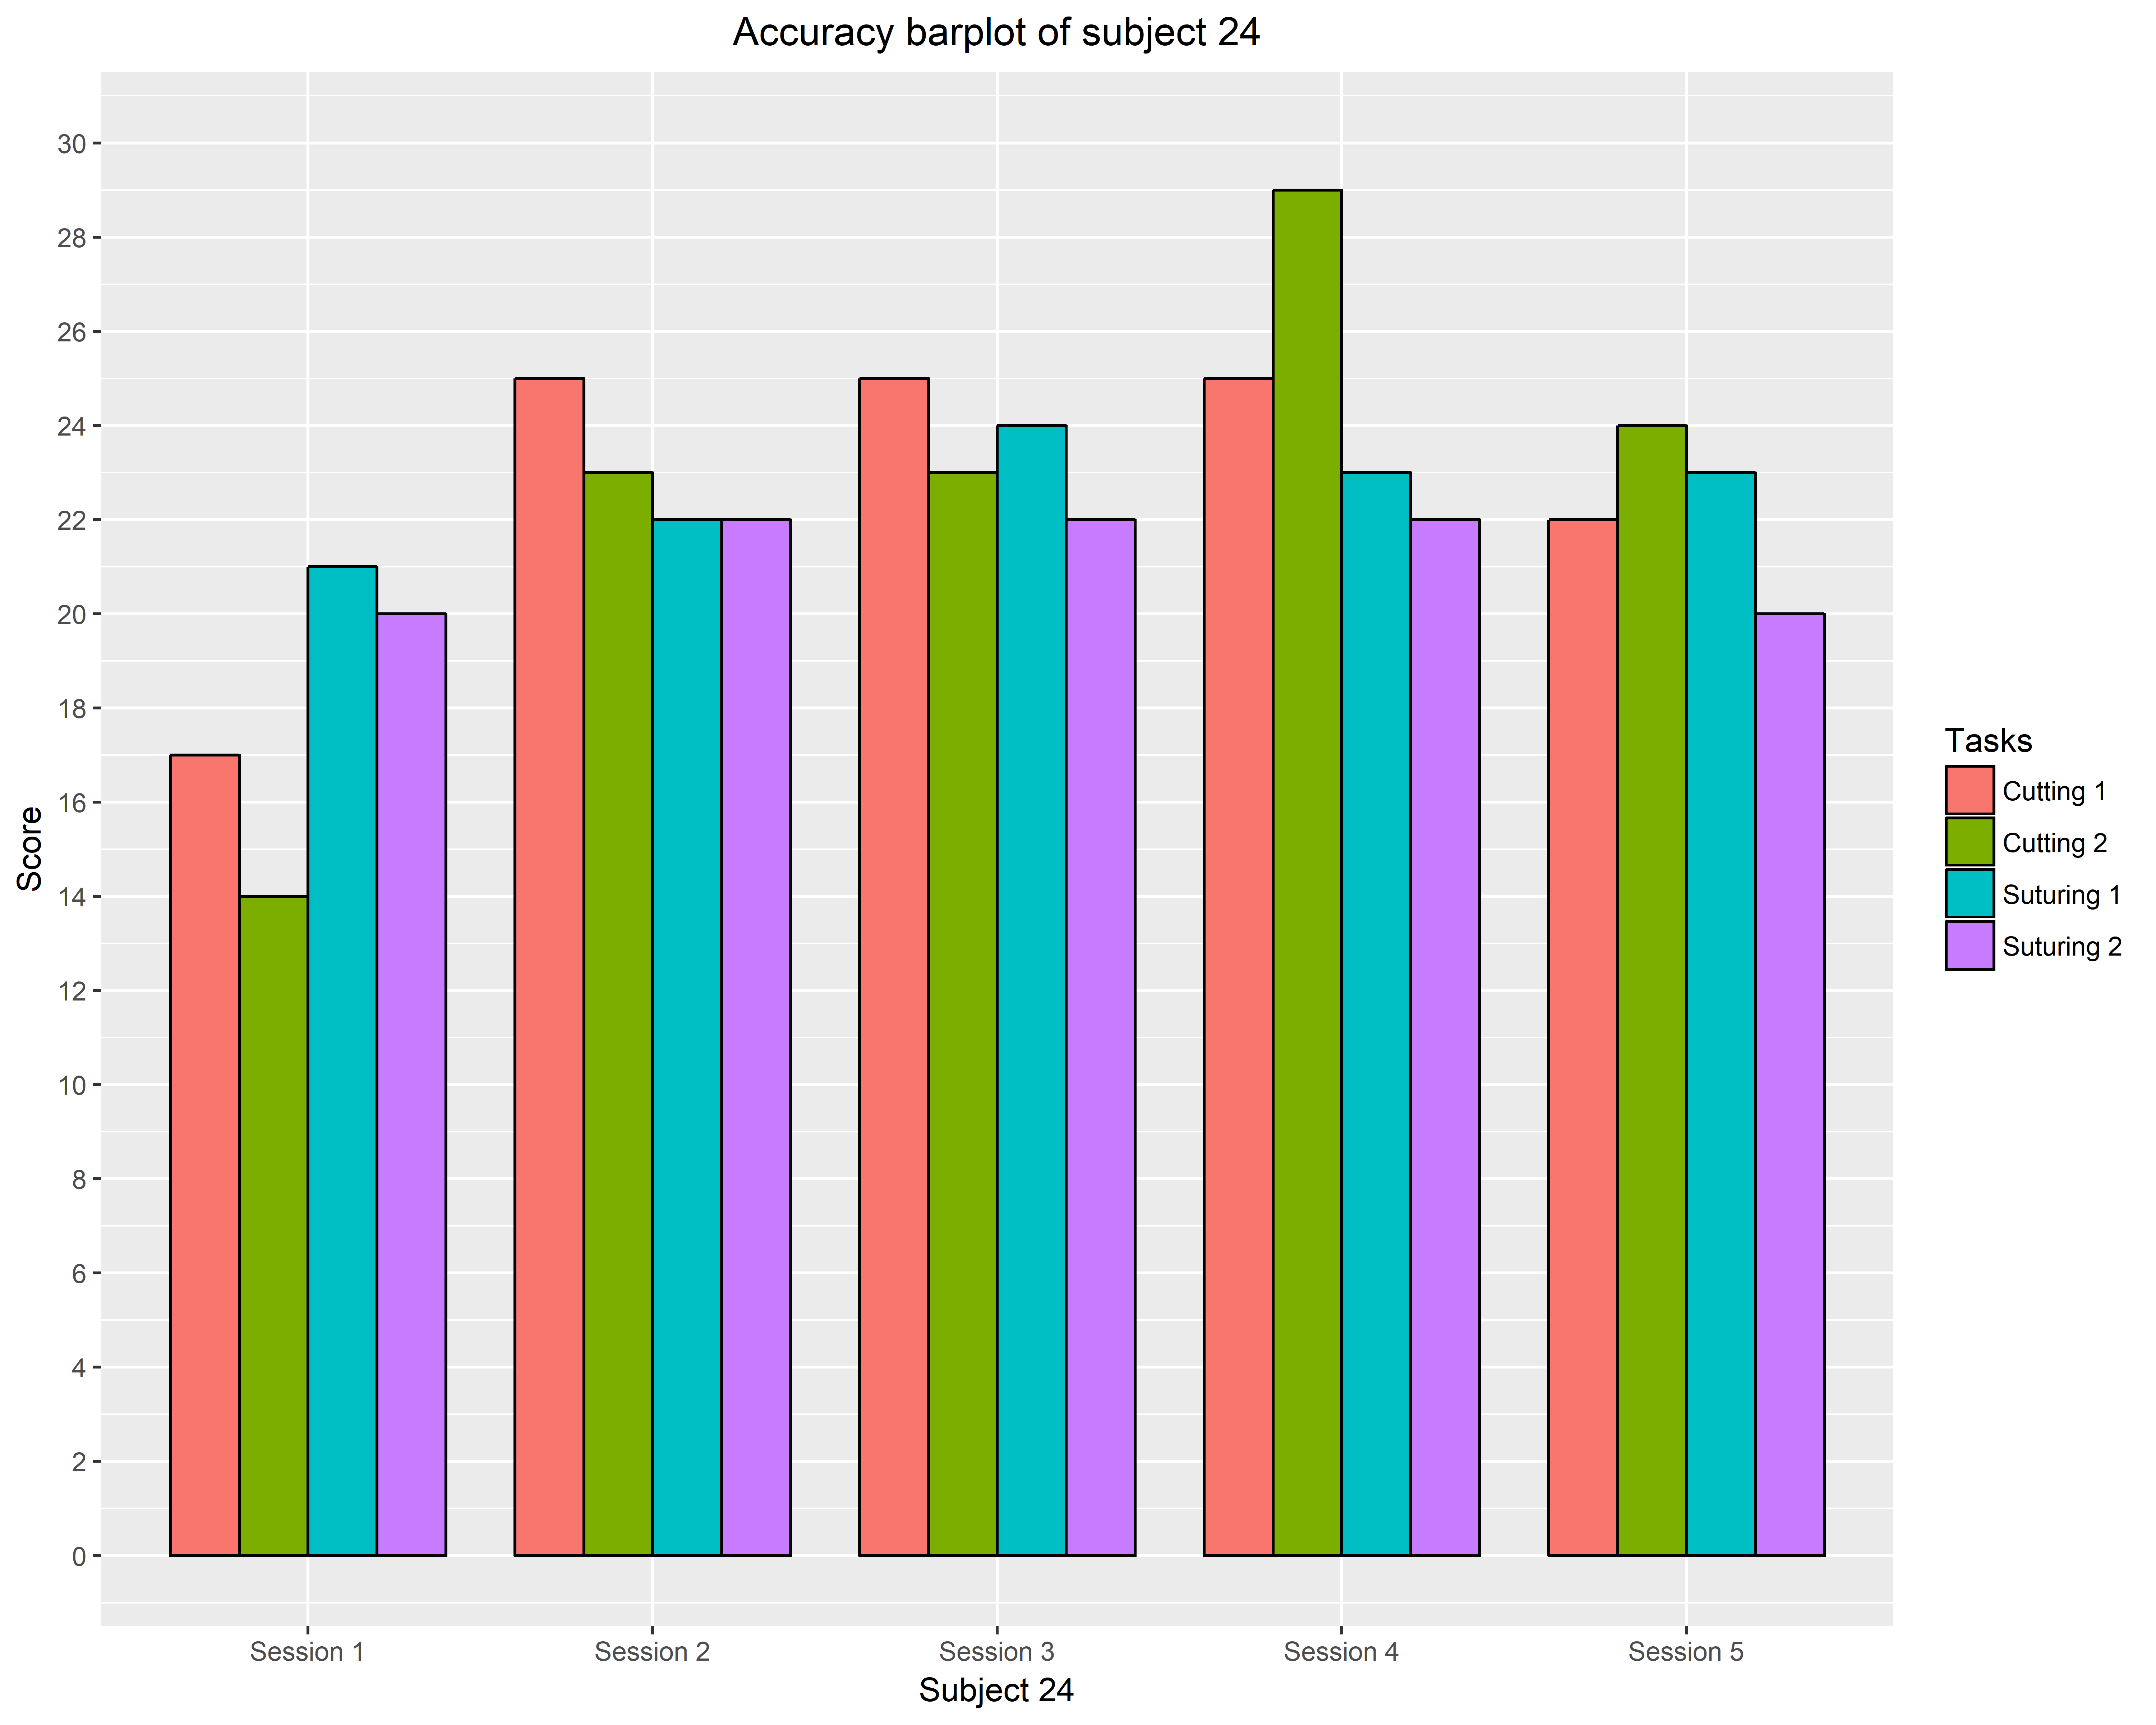 Accuracy barplot of subject 24
30
28
26
24
22
20
18
16
14
12
10
8
6
4
2
0
Score
Session 1
Session 2
Session 3
Session 4
Session 5
Subject 24
Tasks
Cutting 1
Cutting 2
Suturing 1
Suturing 2